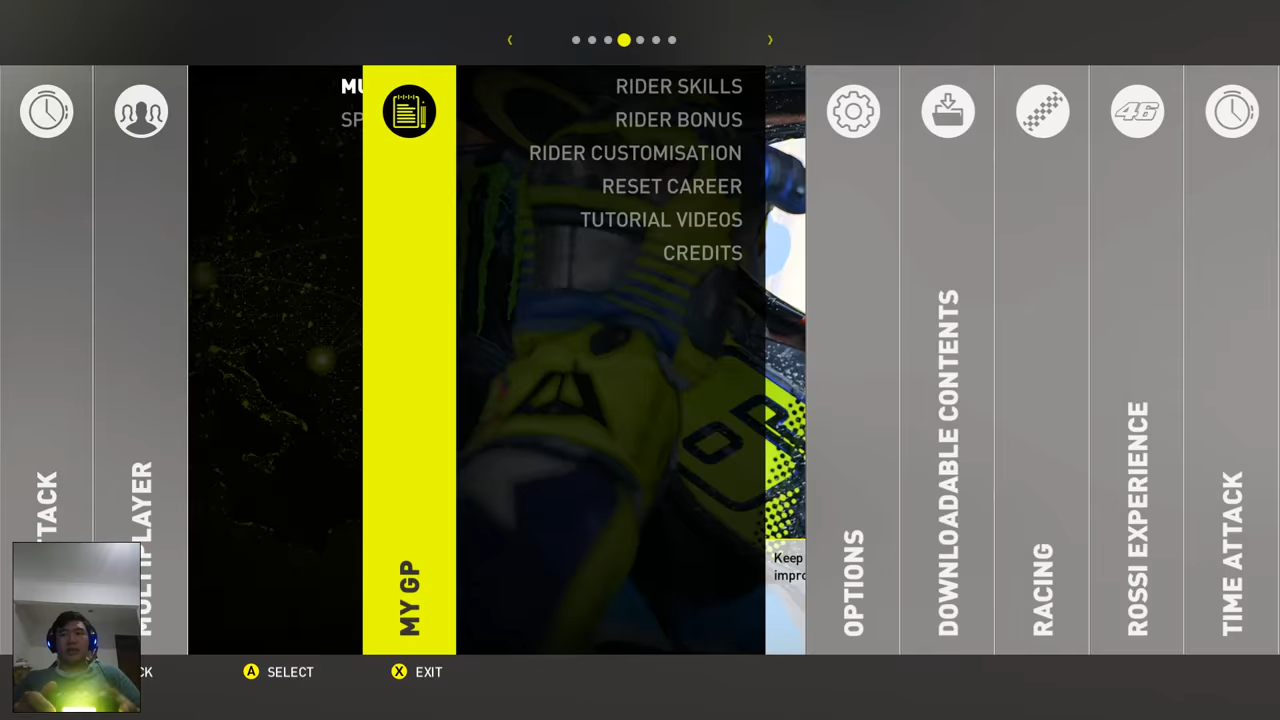 TTACK
MULTIPLAYER
MU
SP
MY GP
RIDER SKILLS
RIDER BONUS
RIDER CUSTOMISATION
RESET CAREER
TUTORIAL VIDEOS
CREDITS
Keep
impro
OPTIONS
DOWNLOADABLE CONTENTS
RACING
46
ROSSI EXPERIENCE
TIME ATTACK
CK
A SELECT
X EXIT